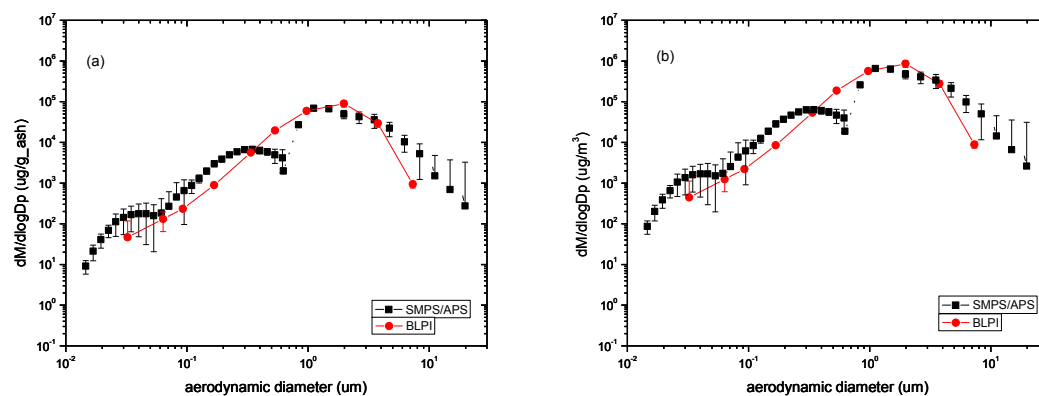 (a)
10^6
10^5
10^4
10^3
10^2
10^1
10^0
10^-1
dM/dlogDp (ug/g_ash)
10^-2
10^-1
10^0
10^1
aerodynamic diameter (um)
SMPS/APS
BLPI
(b)
10^7
10^6
10^5
10^4
10^3
10^2
10^1
10^0
10^-1
dM/dlogDp (ug/m³)
10^-2
10^-1
10^0
10^1
aerodynamic diameter (um)
SMPS/APS
BLPI